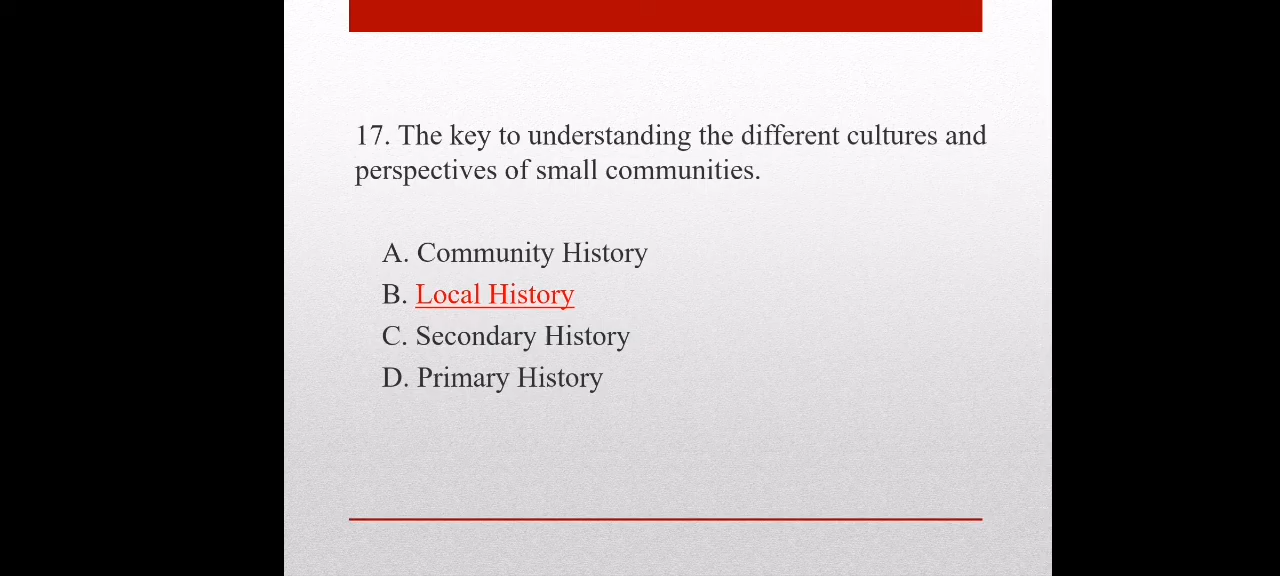 17. The key to understanding the different cultures and
perspectives of small communities.
A. Community History
B. Local History
C. Secondary History
D. Primary History